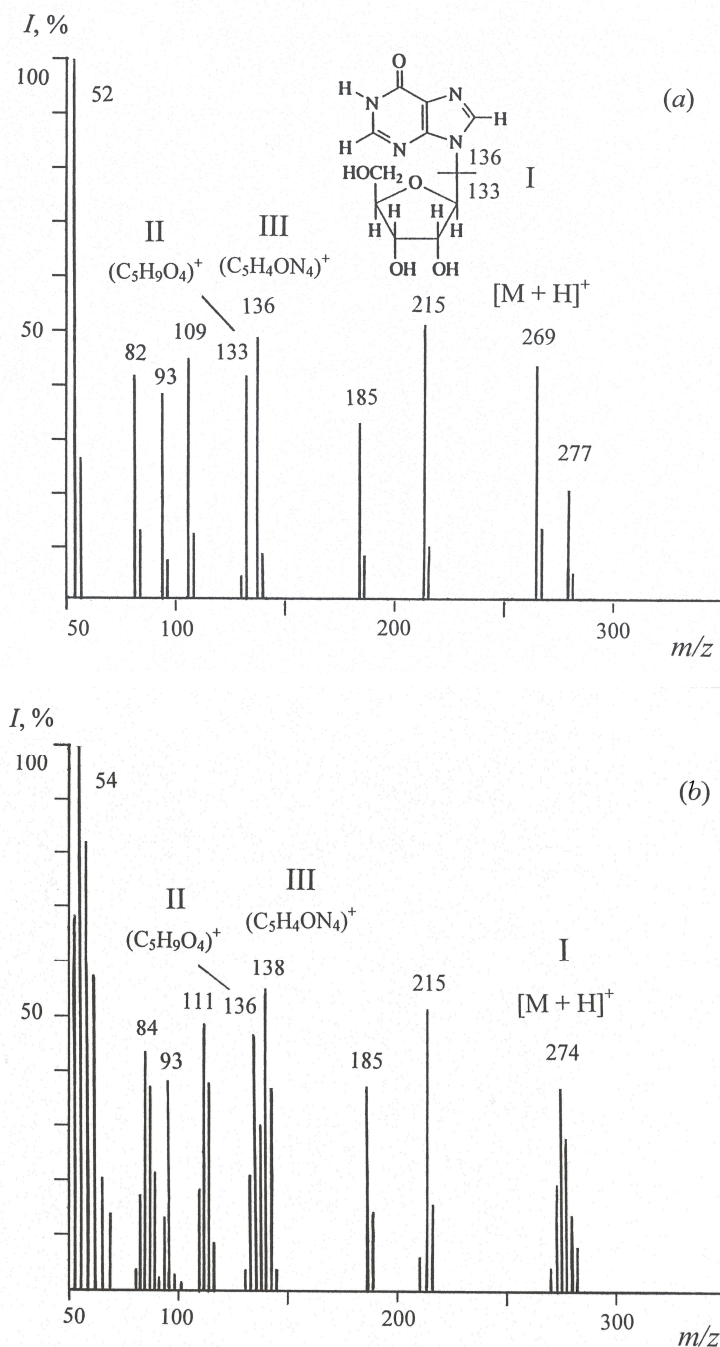 I, %
(a)
100
52
O
H
N
N
H
H
N
N
HOCH2
O
136
133
I
H
H
H
H
OH
OH
II
(C5H9O4)+
III
(C5H4ON4)+
136
[M + H]+
50
82
93
109
133
185
215
269
277
50
100
200
300
m/z
I, %
(b)
100
54
II
(C5H9O4)+
III
(C5H4ON4)+
I
[M + H]+
50
84
93
111
136
138
185
215
274
50
100
200
300
m/z